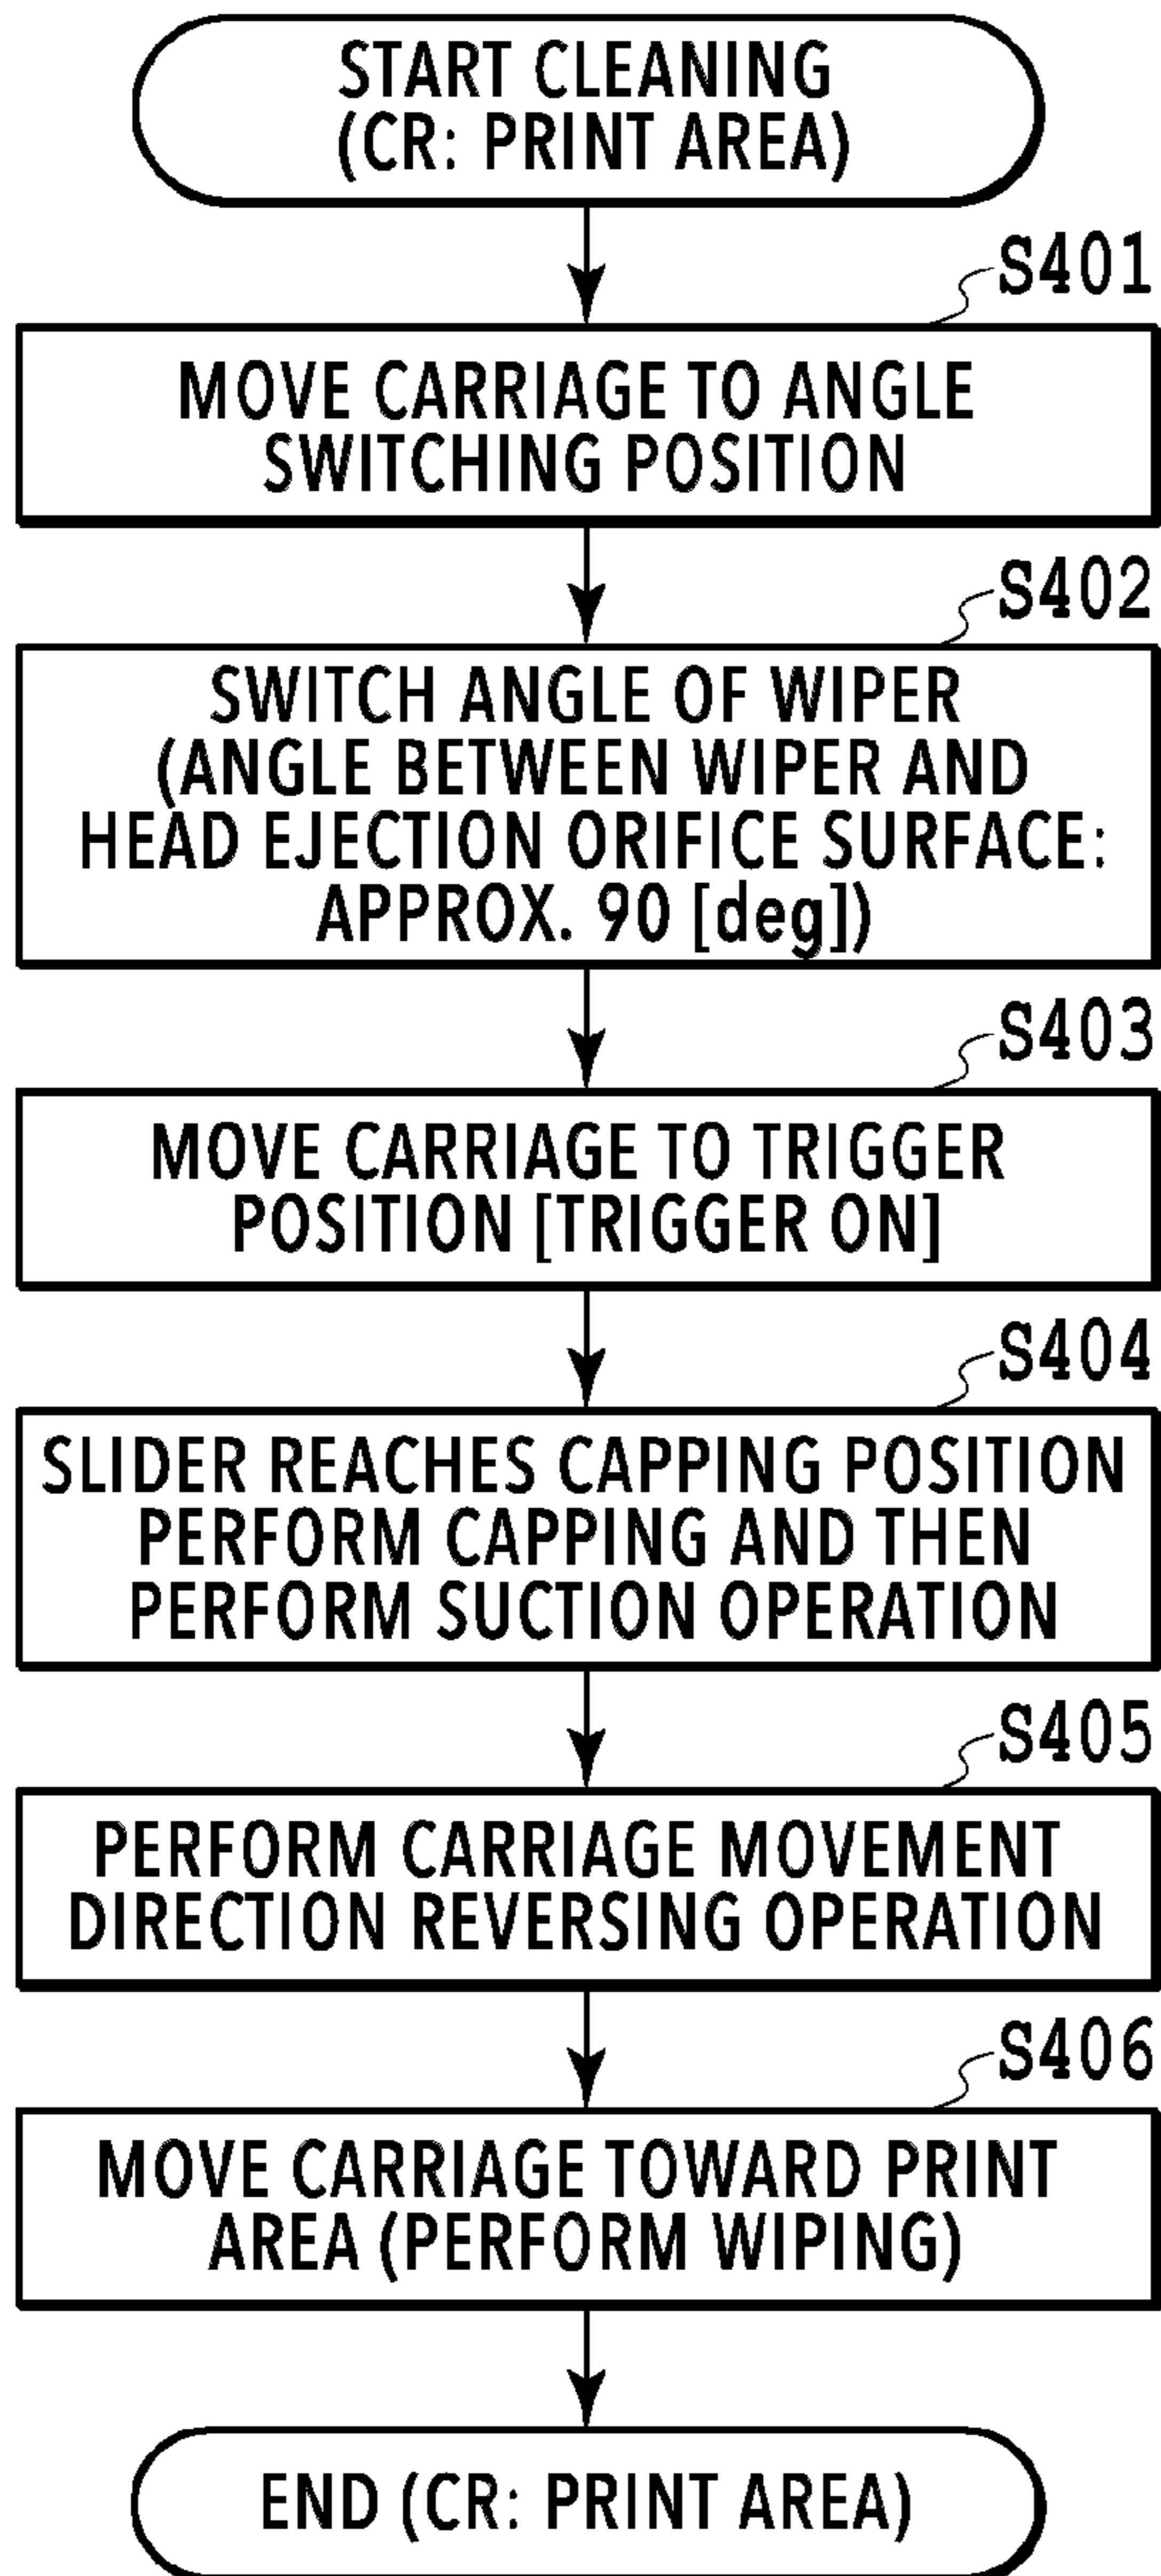 START CLEANING
(CR: PRINT AREA)
S401
MOVE CARRIAGE TO ANGLE
SWITCHING POSITION
S402
SWITCH ANGLE OF WIPER
(ANGLE BETWEEN WIPER AND
HEAD EJECTION ORIFICE SURFACE:
APPROX. 90 [deg])
S403
MOVE CARRIAGE TO TRIGGER
POSITION [TRIGGER ON]
S404
SLIDER REACHES CAPPING POSITION
PERFORM CAPPING AND THEN
PERFORM SUCTION OPERATION
S405
PERFORM CARRIAGE MOVEMENT
DIRECTION REVERSING OPERATION
S406
MOVE CARRIAGE TOWARD PRINT
AREA (PERFORM WIPING)
END (CR: PRINT AREA)